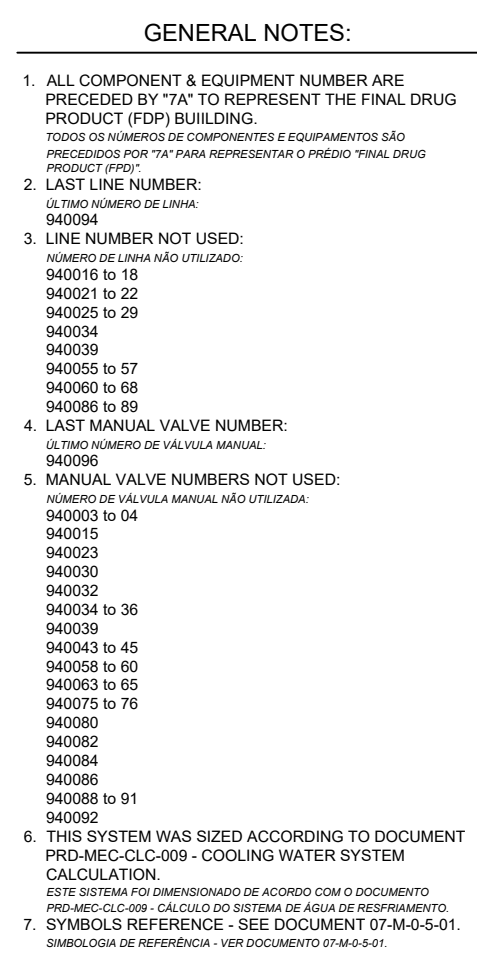 GENERAL NOTES:
1. ALL COMPONENT & EQUIPMENT NUMBER ARE
PRECEDED BY "7A" TO REPRESENT THE FINAL DRUG
PRODUCT (FDP) BUIILDING.
TODOS OS NÚMEROS DE COMPONENTES E EQUIPAMENTOS SÃO
PRECEDIDOS POR "7A" PARA REPRESENTAR O PRÉDIO "FINAL DRUG
PRODUCT (FPD)".
2. LAST LINE NUMBER:
ÚLTIMO NÚMERO DE LINHA:
940094
3. LINE NUMBER NOT USED:
NÚMERO DE LINHA NÃO UTILIZADO:
940016 to 18
940021 to 22
940025 to 29
940034
940039
940055 to 57
940060 to 68
940086 to 89
4. LAST MANUAL VALVE NUMBER:
ÚLTIMO NÚMERO DE VÁLVULA MANUAL:
940096
5. MANUAL VALVE NUMBERS NOT USED:
NÚMERO DE VÁLVULA MANUAL NÃO UTILIZADA:
940003 to 04
940015
940023
940030
940032
940034 to 36
940039
940043 to 45
940058 to 60
940063 to 65
940075 to 76
940080
940082
940084
940086
940088 to 91
940092
6. THIS SYSTEM WAS SIZED ACCORDING TO DOCUMENT
PRD-MEC-CLC-009 - COOLING WATER SYSTEM
CALCULATION.
ESTE SISTEMA FOI DIMENSIONADO DE ACORDO COM O DOCUMENTO
PRD-MEC-CLC-009 - CÁLCULO DO SISTEMA DE ÁGUA DE RESFRIAMENTO.
7. SYMBOLS REFERENCE - SEE DOCUMENT 07-M-0-5-01.
SIMBOLOGIA DE REFERÊNCIA - VER DOCUMENTO 07-M-0-5-01.